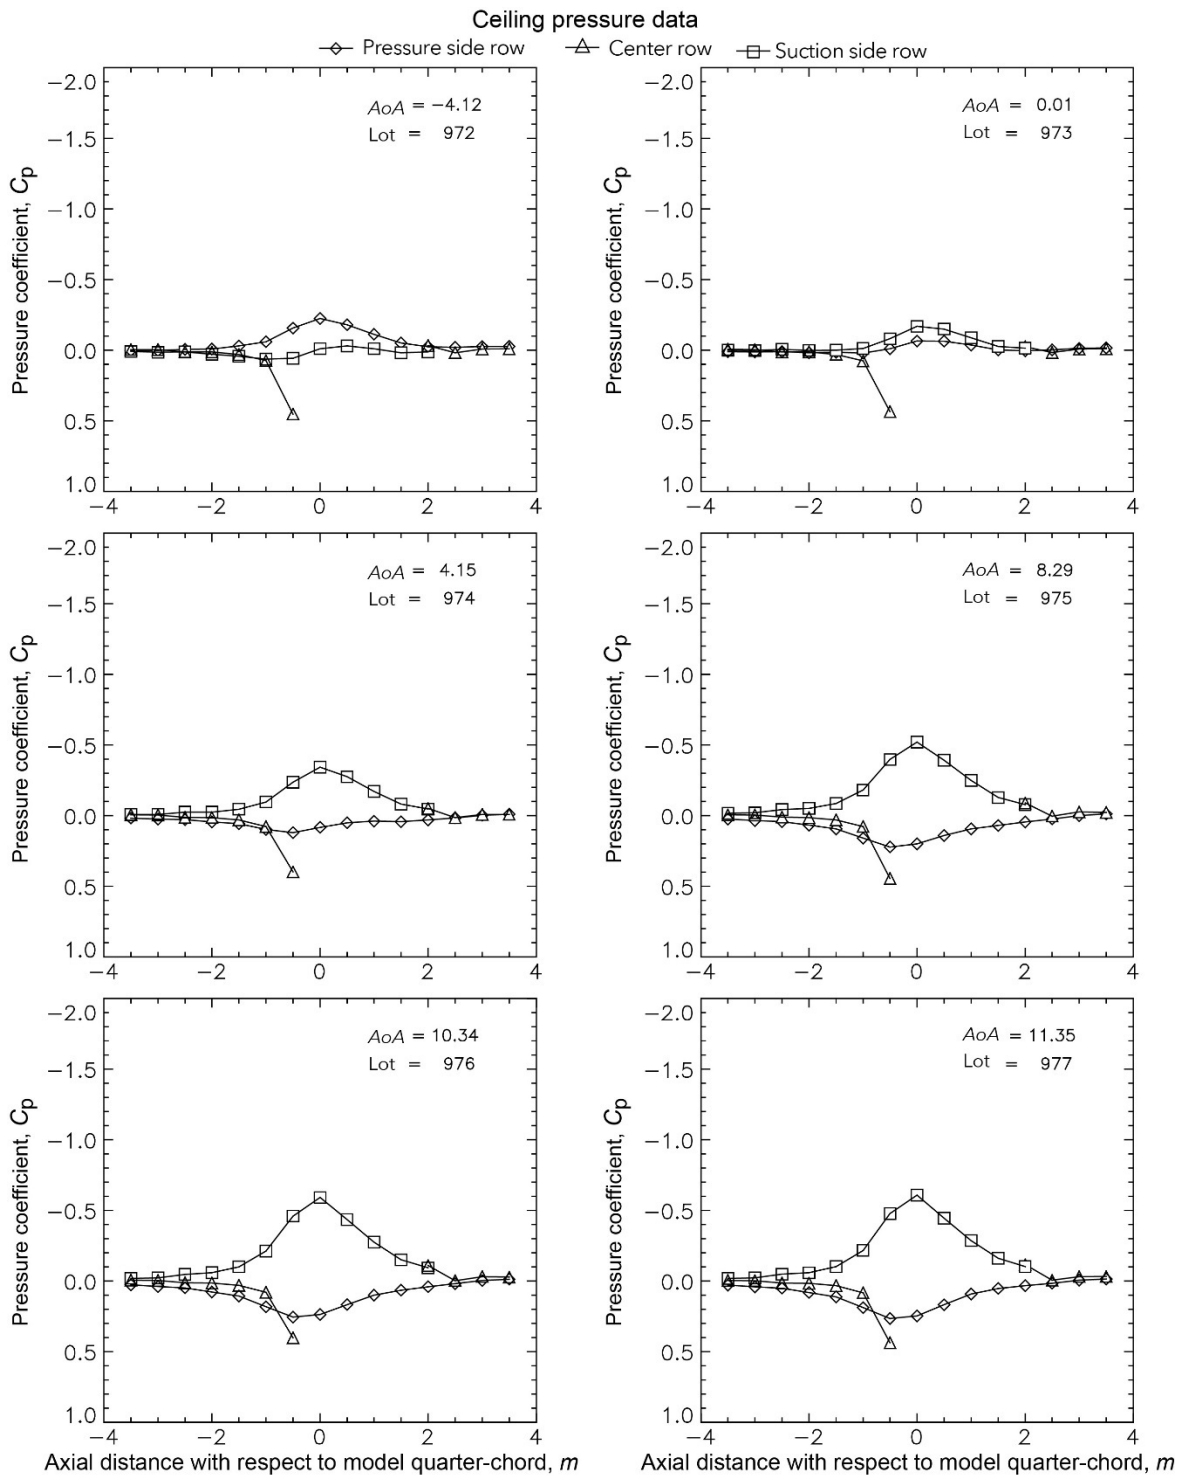 Ceiling pressure data
Pressure side row Center row Suction side row
AoA = −4.12
Lot = 972
−2.0
−1.5
−1.0
−0.5
0.0
0.5
1.0
Pressure coefficient, Cp
−4 −2 0 2 4
AoA = 0.01
Lot = 973
−2.0
−1.5
−1.0
−0.5
0.0
0.5
1.0
Pressure coefficient, Cp
−4 −2 0 2 4
AoA = 4.15
Lot = 974
−2.0
−1.5
−1.0
−0.5
0.0
0.5
1.0
Pressure coefficient, Cp
−4 −2 0 2 4
AoA = 8.29
Lot = 975
−2.0
−1.5
−1.0
−0.5
0.0
0.5
1.0
Pressure coefficient, Cp
−4 −2 0 2 4
AoA = 10.34
Lot = 976
−2.0
−1.5
−1.0
−0.5
0.0
0.5
1.0
Pressure coefficient, Cp
−4 −2 0 2 4
Axial distance with respect to model quarter-chord, m
AoA = 11.35
Lot = 977
−2.0
−1.5
−1.0
−0.5
0.0
0.5
1.0
Pressure coefficient, Cp
−4 −2 0 2 4
Axial distance with respect to model quarter-chord, m